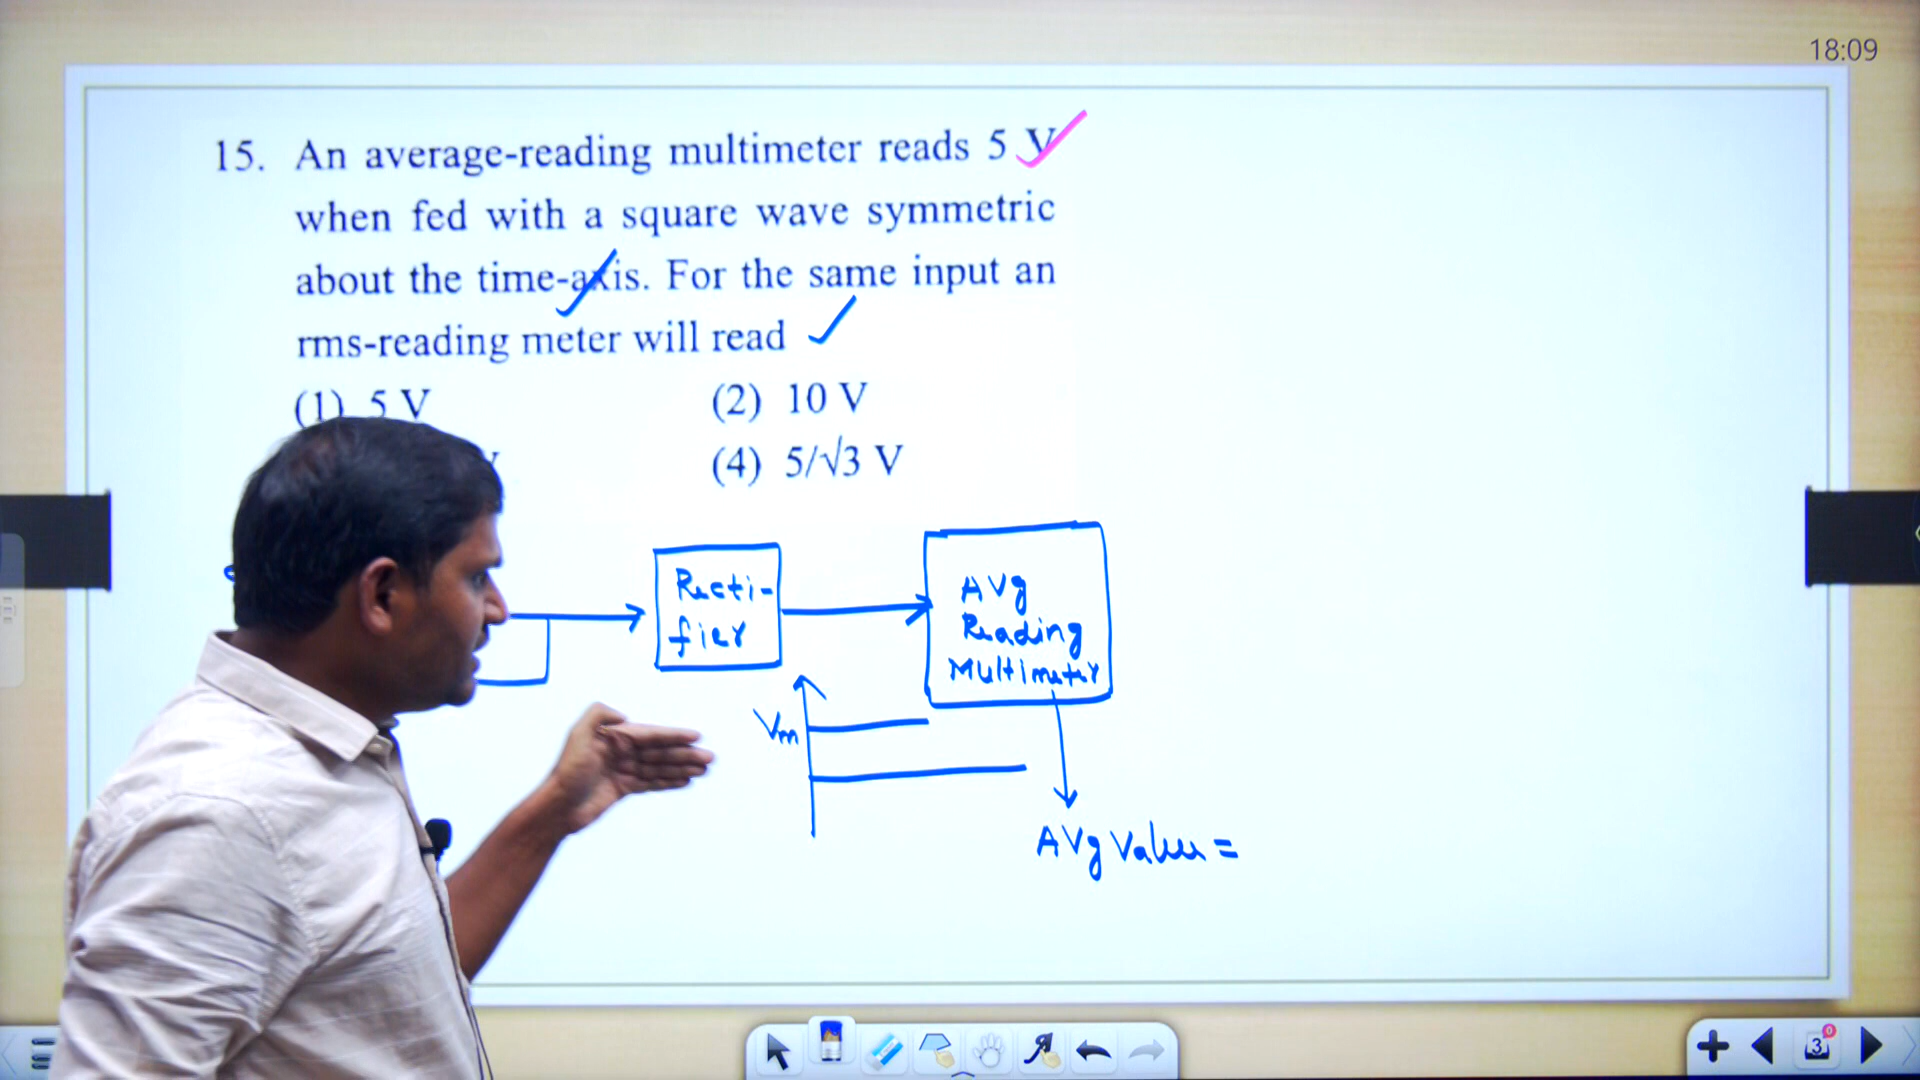 18:09
15. An average-reading multimeter reads 5 V
when fed with a square wave symmetric
about the time-axis. For the same input an
rms-reading meter will read
(1) 5 V (2) 10 V
V (4) 5/√3 V
Recti-
fier
AVg
Reading
Multimeter
Vm
AVg Value =
3
0